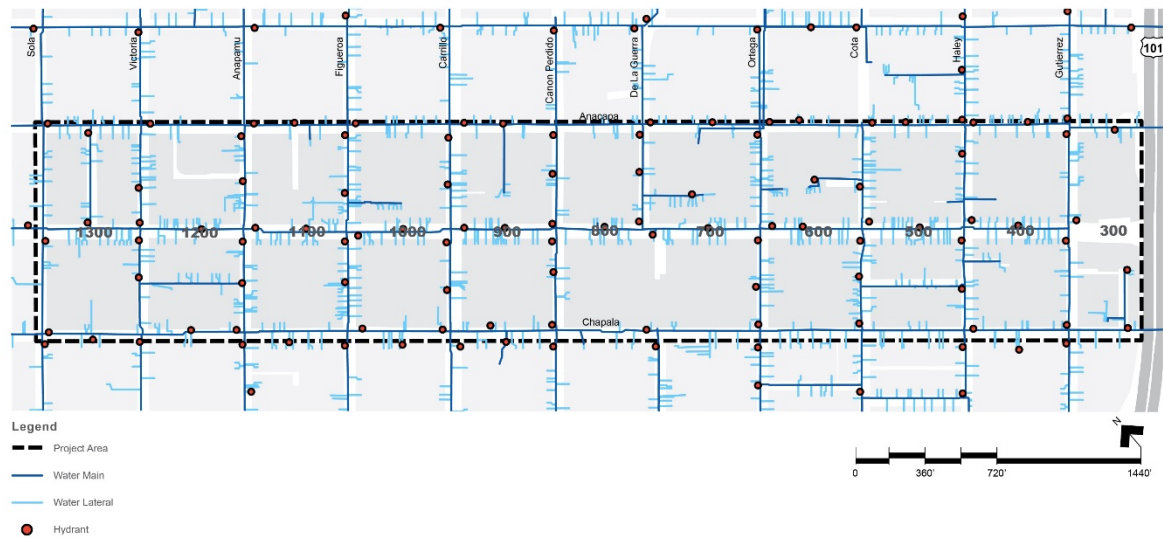 Sola
Victoria
Anapamu
Figueroa
Carrillo
Canon Perdido
De La Guerra
Ortega
Cota
Haley
Gutierrez
101
Anacapa
1300 1200 1100 1000 900 800 700 600 500 400 300
Chapala
Legend
Project Area
Water Main
Water Lateral
Hydrant
N
0 360' 720' 1440'